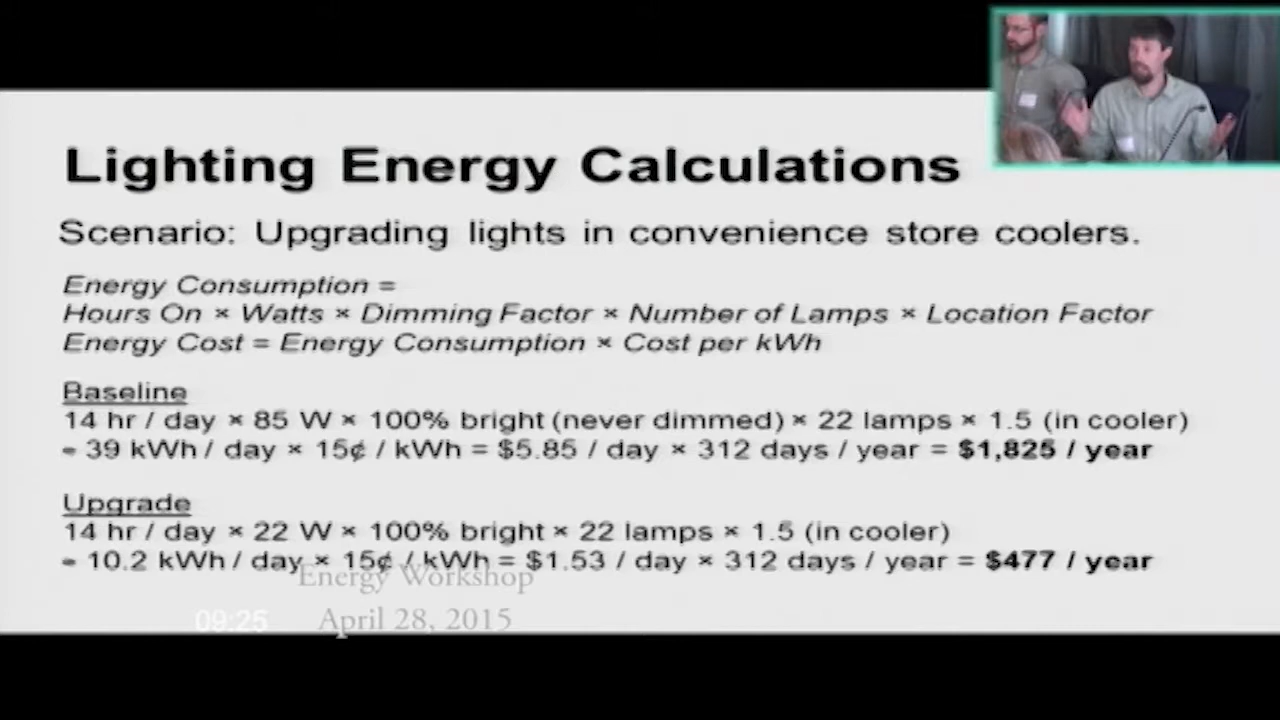 Lighting Energy Calculations
Scenario: Upgrading lights in convenience store coolers.
Energy Consumption =
Hours On × Watts × Dimming Factor × Number of Lamps × Location Factor
Energy Cost = Energy Consumption × Cost per kWh
Baseline
14 hr / day × 85 W × 100% bright (never dimmed) × 22 lamps × 1.5 (in cooler)
= 39 kWh / day × 15¢ / kWh = $5.85 / day × 312 days / year = $1,825 / year
Upgrade
14 hr / day × 22 W × 100% bright × 22 lamps × 1.5 (in cooler)
= 10.2 kWh / day × 15¢ / kWh = $1.53 / day × 312 days / year = $477 / year
Energy Workshop
09:25 April 28, 2015